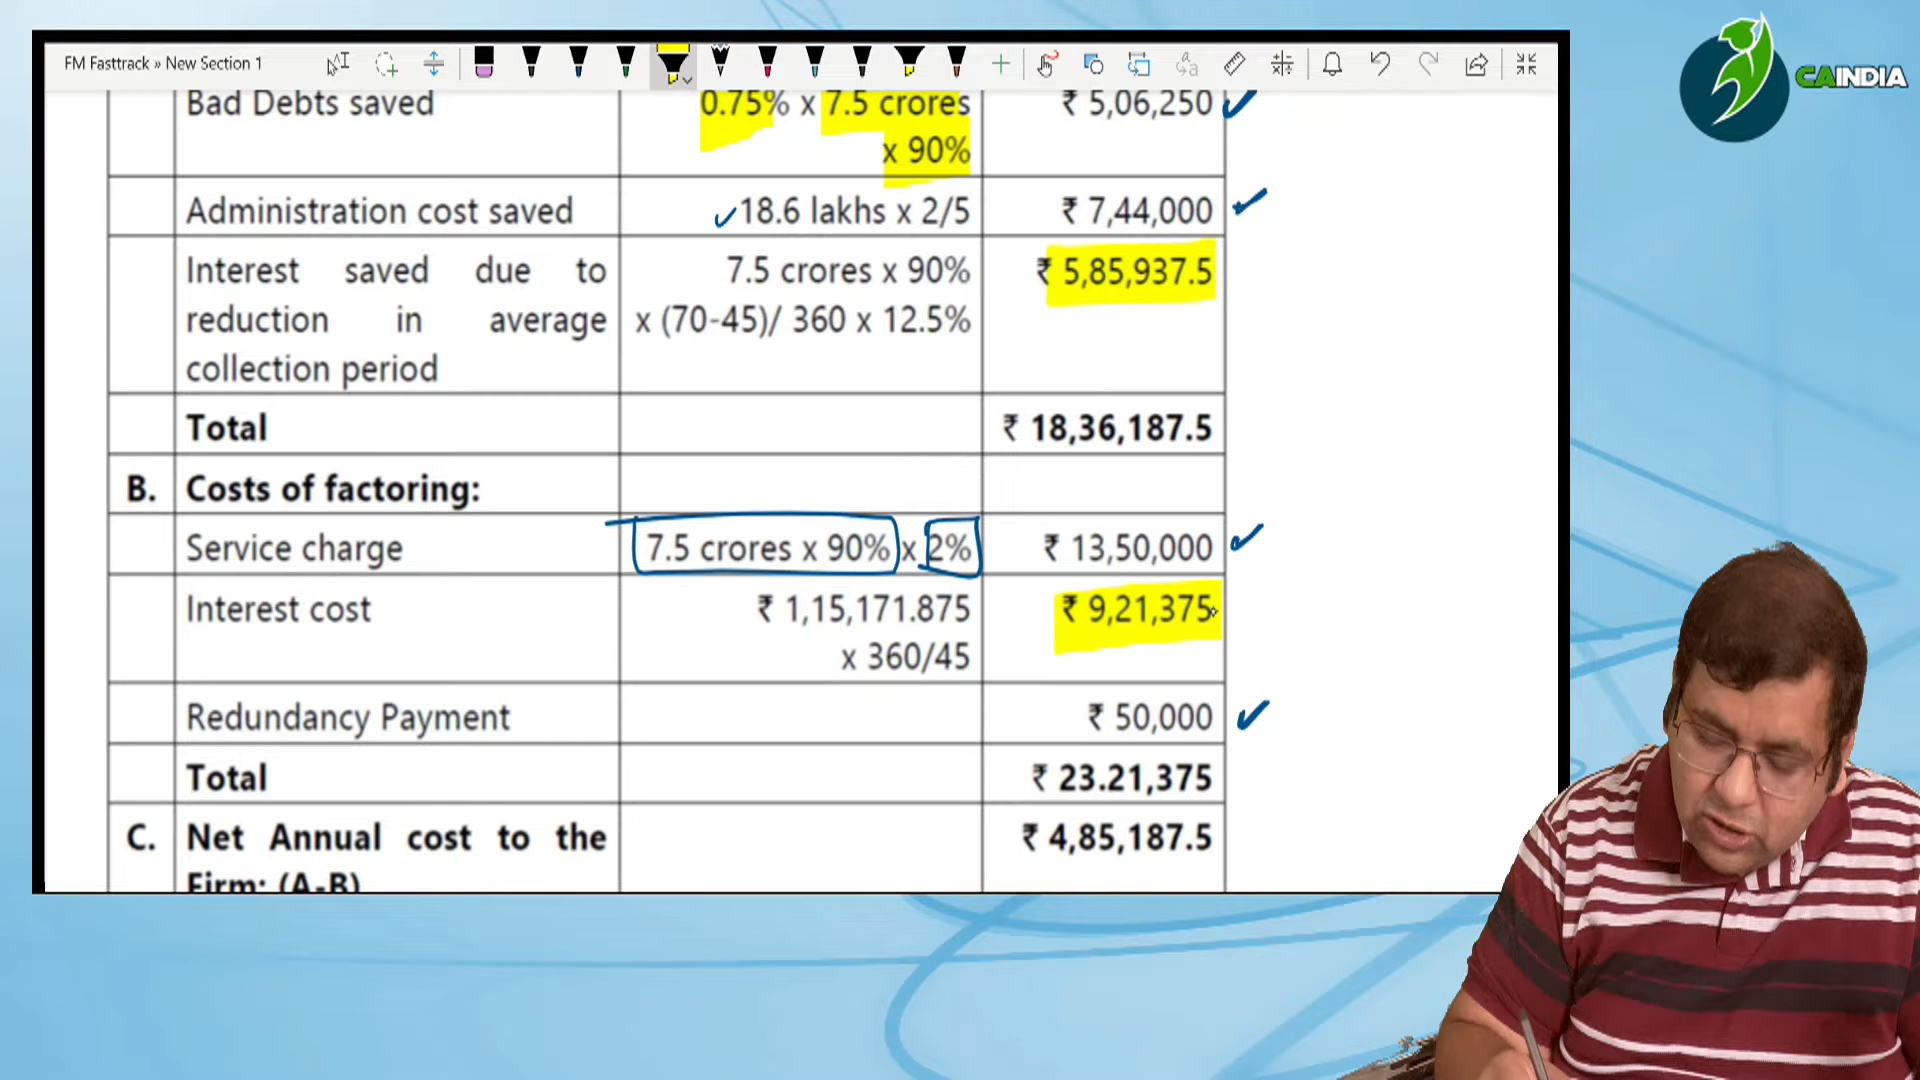 FM Fasttrack » New Section 1
CAINDIA
Bad Debts saved 0.75% x 7.5 crores ₹ 5,06,250
x 90%
Administration cost saved 18.6 lakhs x 2/5 ₹ 7,44,000
Interest saved due to 7.5 crores x 90% ₹ 5,85,937.5
reduction in average x (70-45)/ 360 x 12.5%
collection period
Total ₹ 18,36,187.5
B. Costs of factoring:
Service charge 7.5 crores x 90% x 2% ₹ 13,50,000
Interest cost ₹ 1,15,171.875 ₹ 9,21,375
x 360/45
Redundancy Payment ₹ 50,000
Total ₹ 23.21,375
C. Net Annual cost to the ₹ 4,85,187.5
Firm: (A-B)